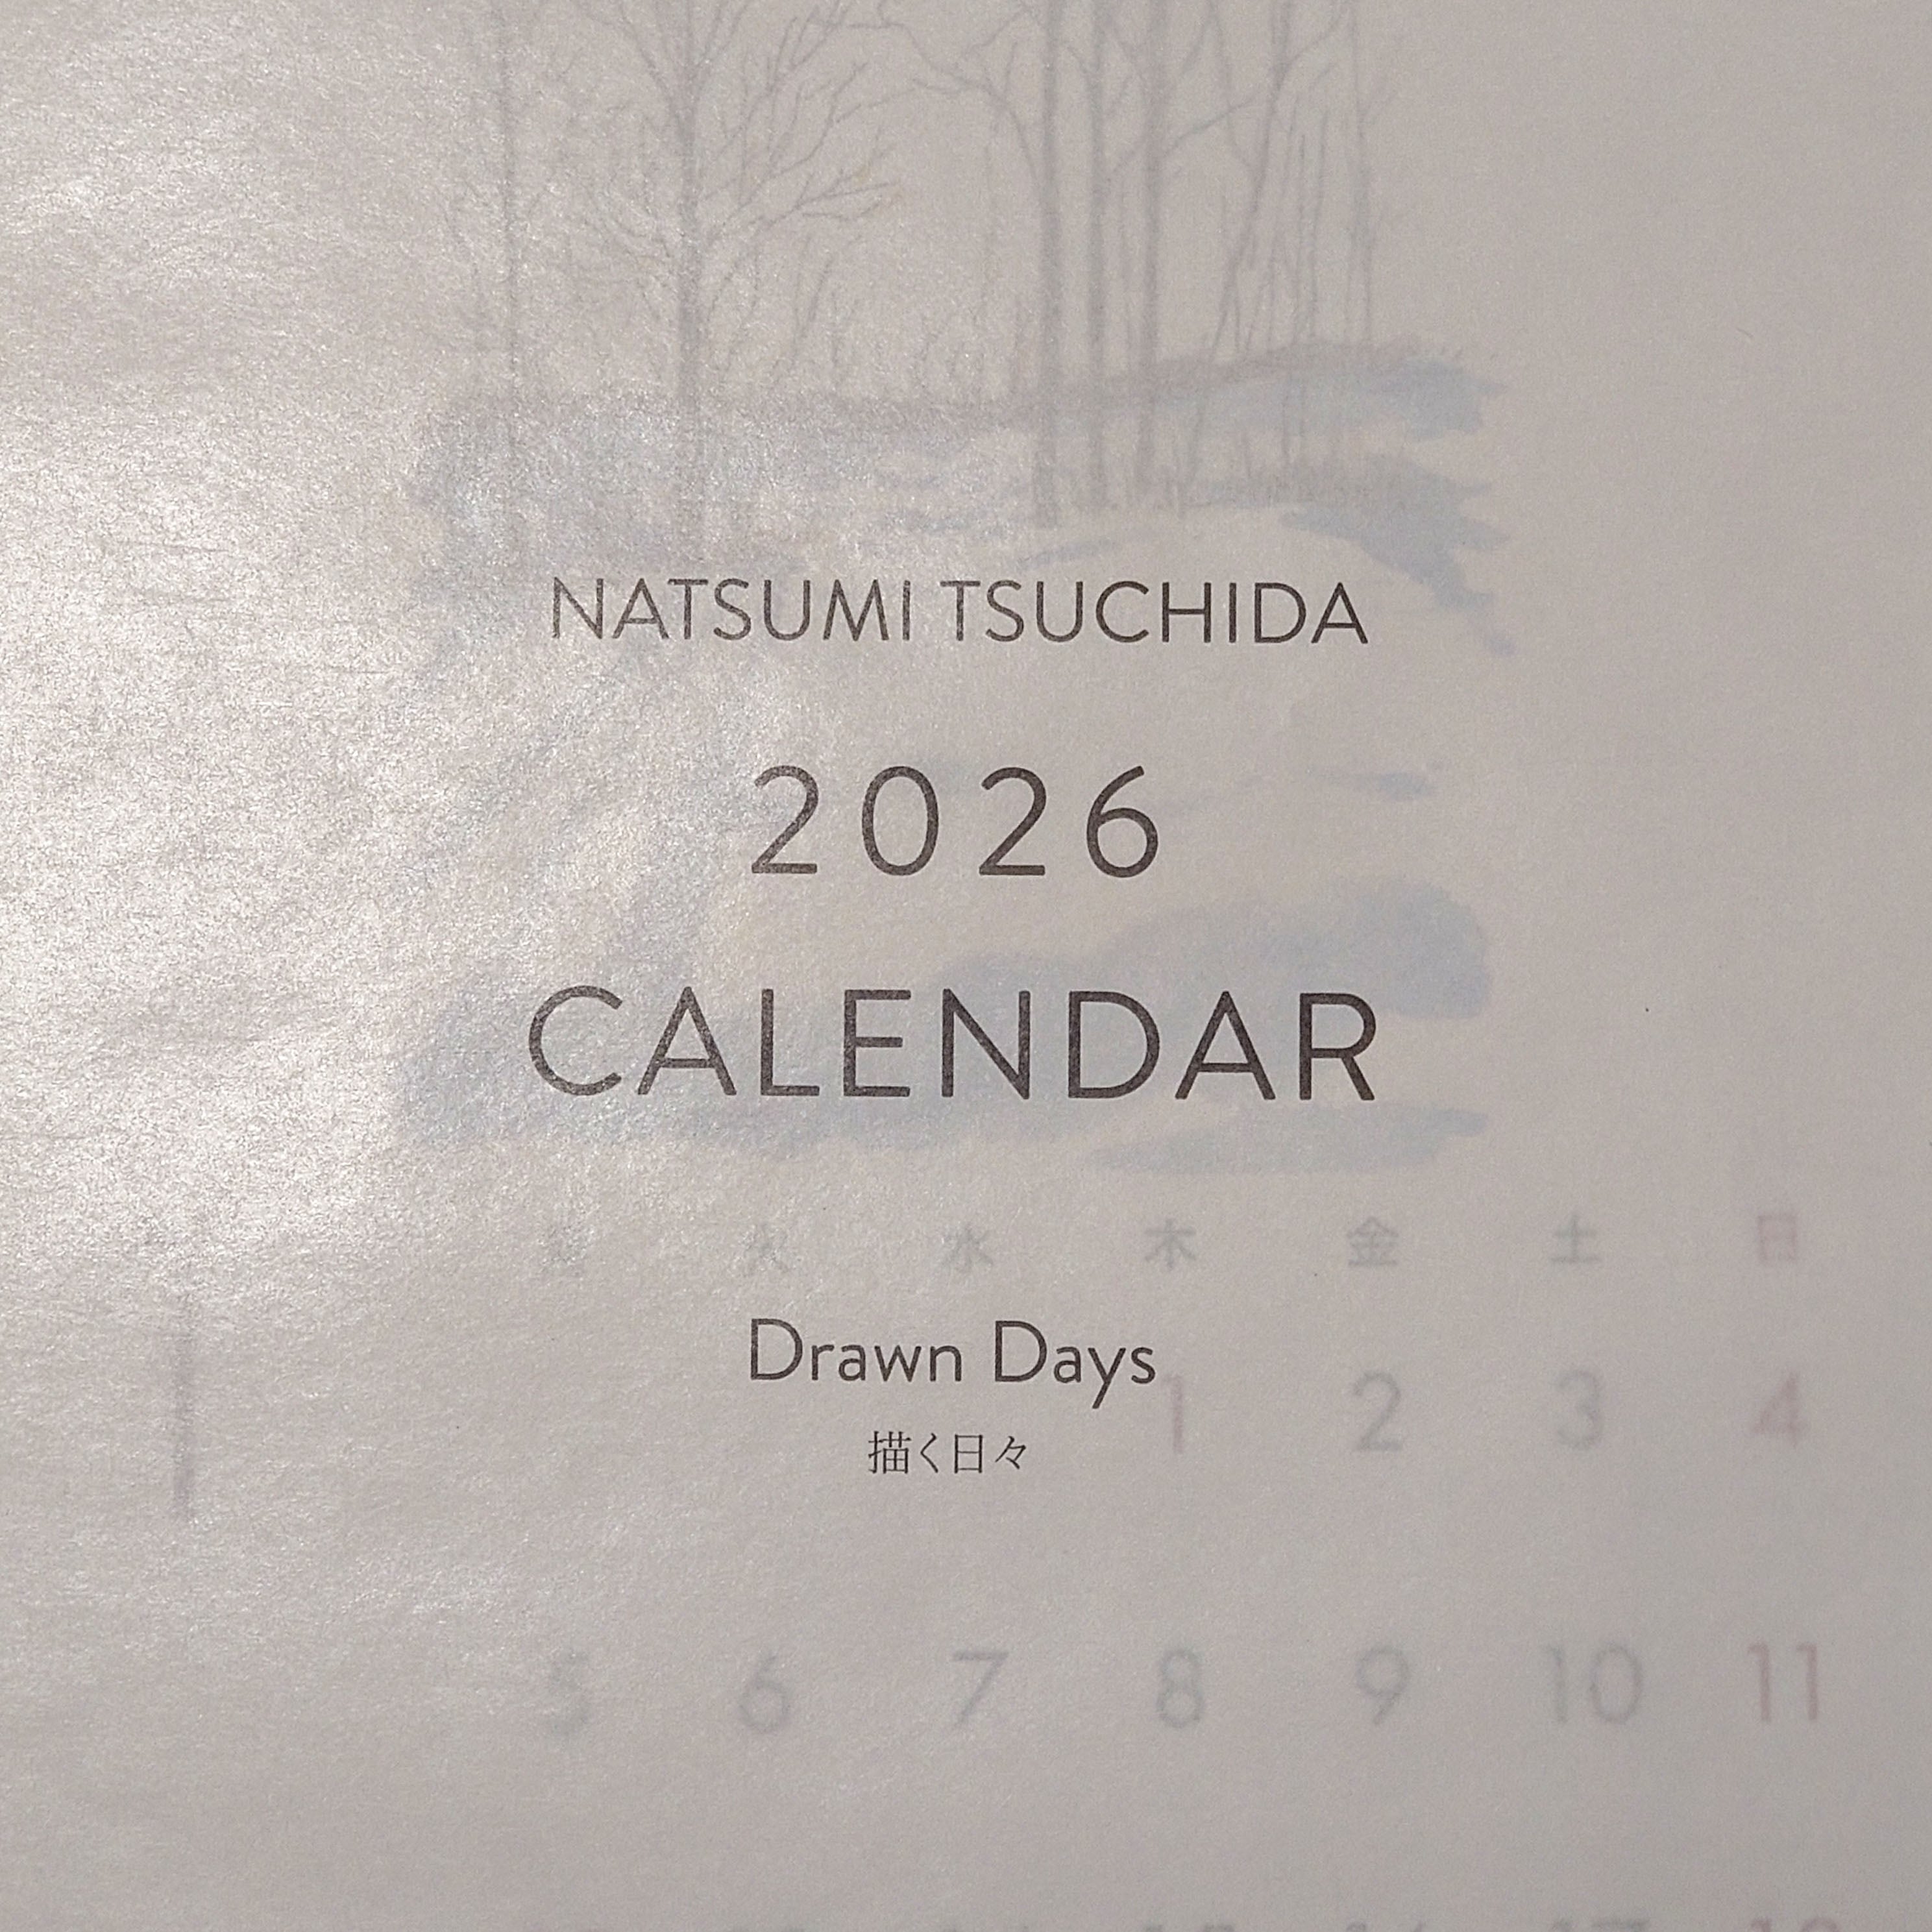 NATSUMI TSUCHIDA
2026
CALENDAR
火 水 木 金 土 日
Drawn Days
1 2 3 4
描く日々
5 6 7 8 9 10 11